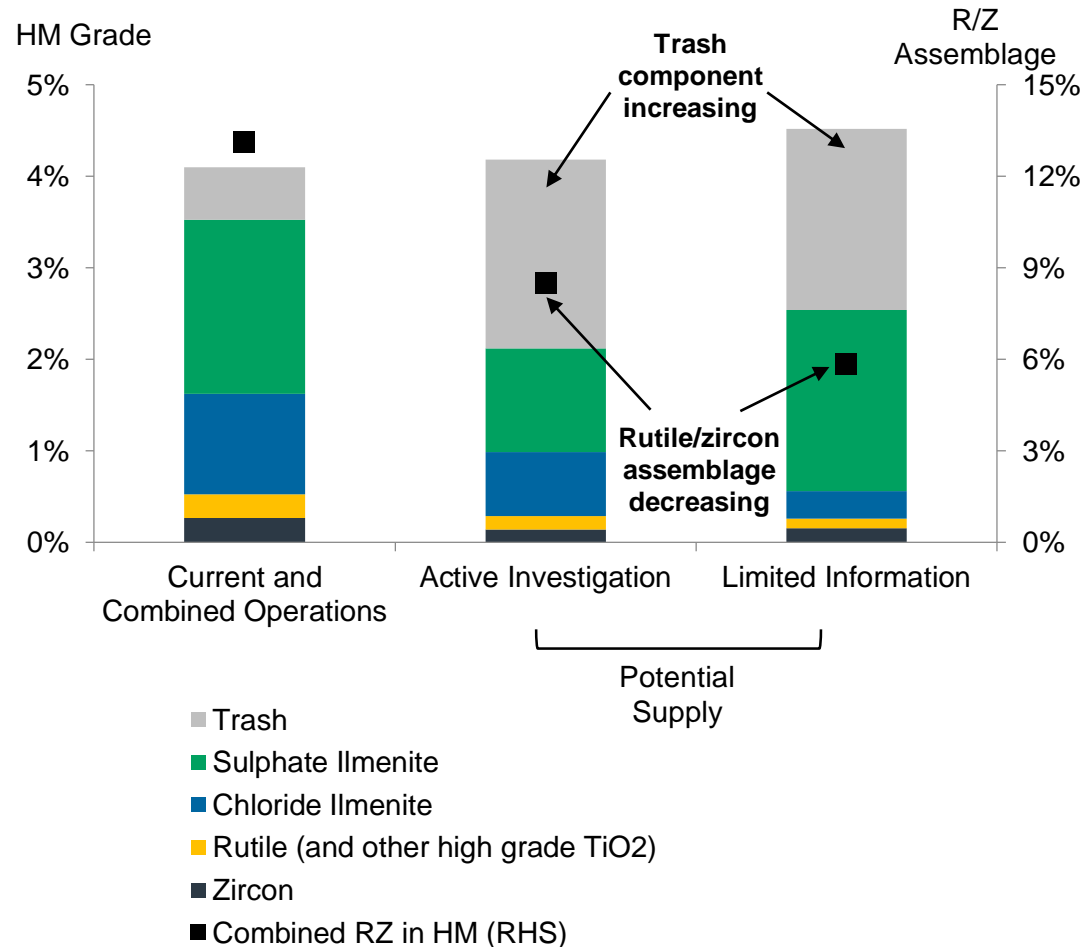 HM Grade
R/Z
Assemblage
Trash
component
increasing
5%
4%
3%
2%
1%
0%
15%
12%
9%
6%
3%
0%
Rutile/zircon
assemblage
decreasing
Current and
Combined Operations
Active Investigation
Limited Information
Potential
Supply
Trash
Sulphate Ilmenite
Chloride Ilmenite
Rutile (and other high grade TiO2)
Zircon
Combined RZ in HM (RHS)